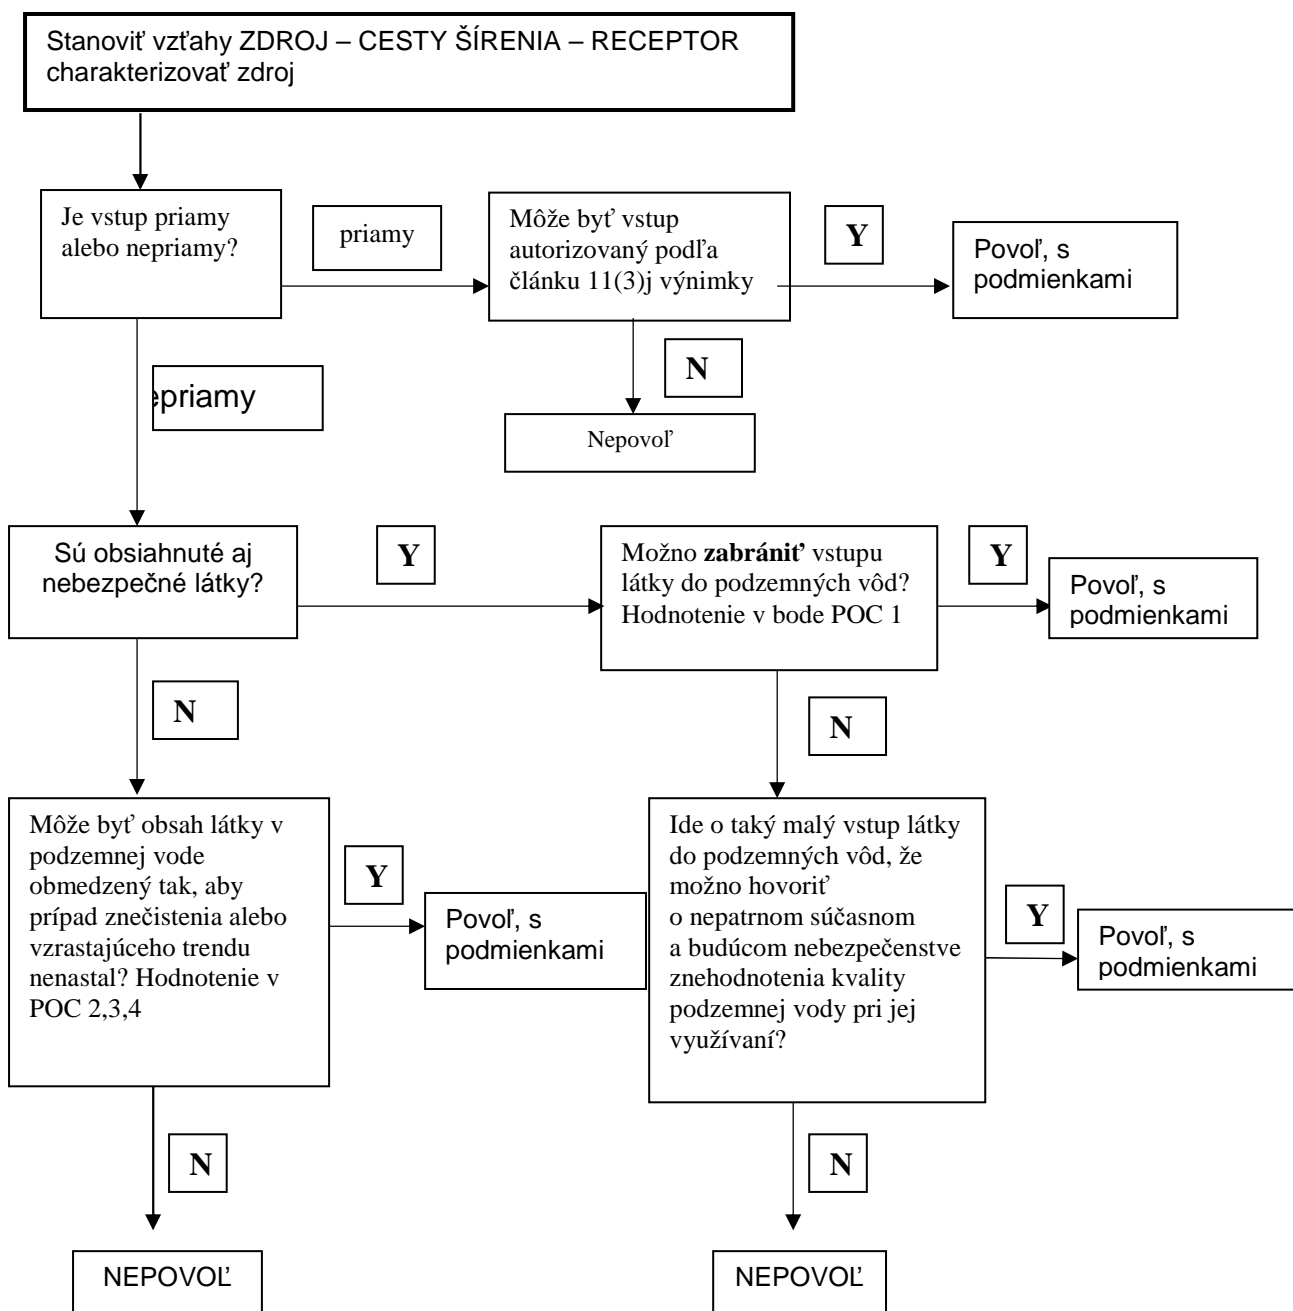 Stanoviť vzťahy ZDROJ – CESTY ŠÍRENIA – RECEPTOR
charakterizovať zdroj
Je vstup priamy
alebo nepriamy?
priamy
Môže byť vstup
autorizovaný podľa
článku 11(3)j výnimky
Y
Povoľ, s
podmienkami
N
Nepovoľ
epriamy
Sú obsiahnuté aj
nebezpečné látky?
Y
Možno zabrániť vstupu
látky do podzemných vôd?
Hodnotenie v bode POC 1
Y
Povoľ, s
podmienkami
N
N
Môže byť obsah látky v
podzemnej vode
obmedzený tak, aby
prípad znečistenia alebo
vzrastajúceho trendu
nenastal? Hodnotenie v
POC 2,3,4
Y
Povoľ, s
podmienkami
Ide o taký malý vstup látky
do podzemných vôd, že
možno hovoriť
o nepatrnom súčasnom
a budúcom nebezpečenstve
znehodnotenia kvality
podzemnej vody pri jej
využívaní?
Y
Povoľ, s
podmienkami
N
N
NEPOVOĽ
NEPOVOĽ